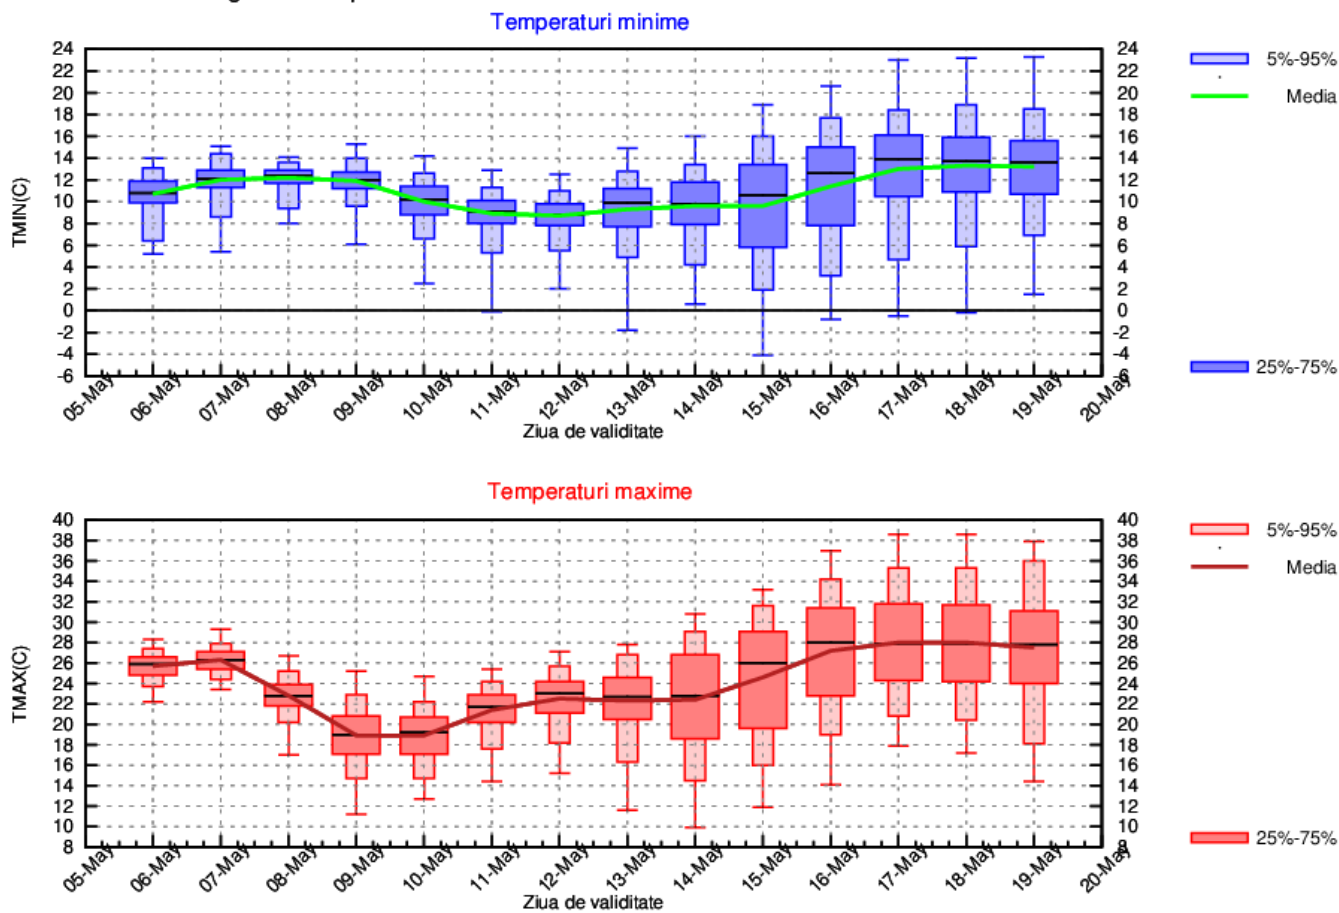 Temperaturi minime
TMIN(C)
24
22
20
18
16
14
12
10
8
6
4
2
0
-2
-4
-6
24
22
20
18
16
14
12
10
8
6
4
2
0
-2
-4
-6
05-May
06-May
07-May
08-May
09-May
10-May
11-May
12-May
13-May
14-May
15-May
16-May
17-May
18-May
19-May
20-May
Ziua de validitate
5%-95%
Media
25%-75%
Temperaturi maxime
TMAX(C)
40
38
36
34
32
30
28
26
24
22
20
18
16
14
12
10
8
40
38
36
34
32
30
28
26
24
22
20
18
16
14
12
10
8
05-May
06-May
07-May
08-May
09-May
10-May
11-May
12-May
13-May
14-May
15-May
16-May
17-May
18-May
19-May
20-May
Ziua de validitate
5%-95%
Media
25%-75%